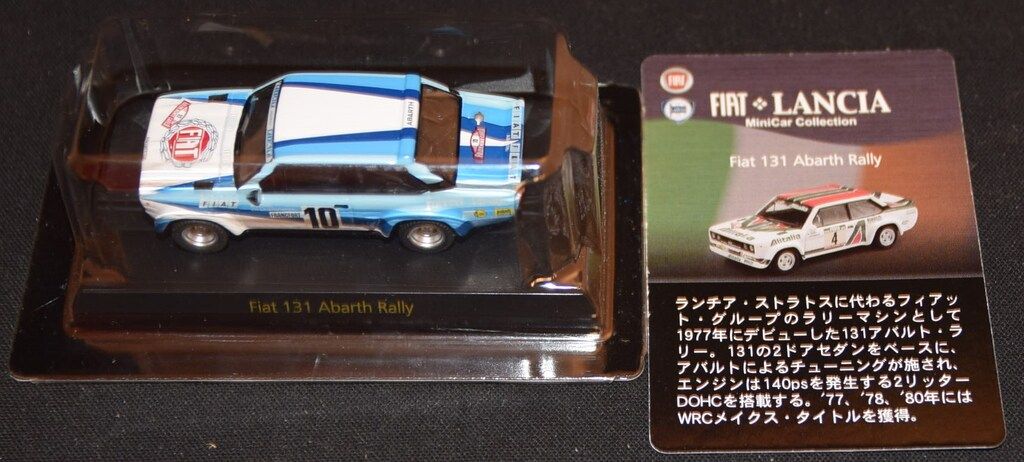 FIAT
FIAT
ABARTH
FIAT
FRANCFORT
10
Fiat 131 Abarth Rally
FIAT
FIAT LANCIA
MiniCar Collection
Fiat 131 Abarth Rally
Alitalia
4
ランチア・ストラトスに代わるフィアッ
ト・グループのラリーマシンとして
1977年にデビューした131アバルト・ラ
リー。131の2ドアセダンをベースに、
アバルトによるチューニングが施され、
エンジンは140psを発生する2リッター
DOHCを搭載する。'77、'78、'80年には
WRCメイクス・タイトルを獲得。